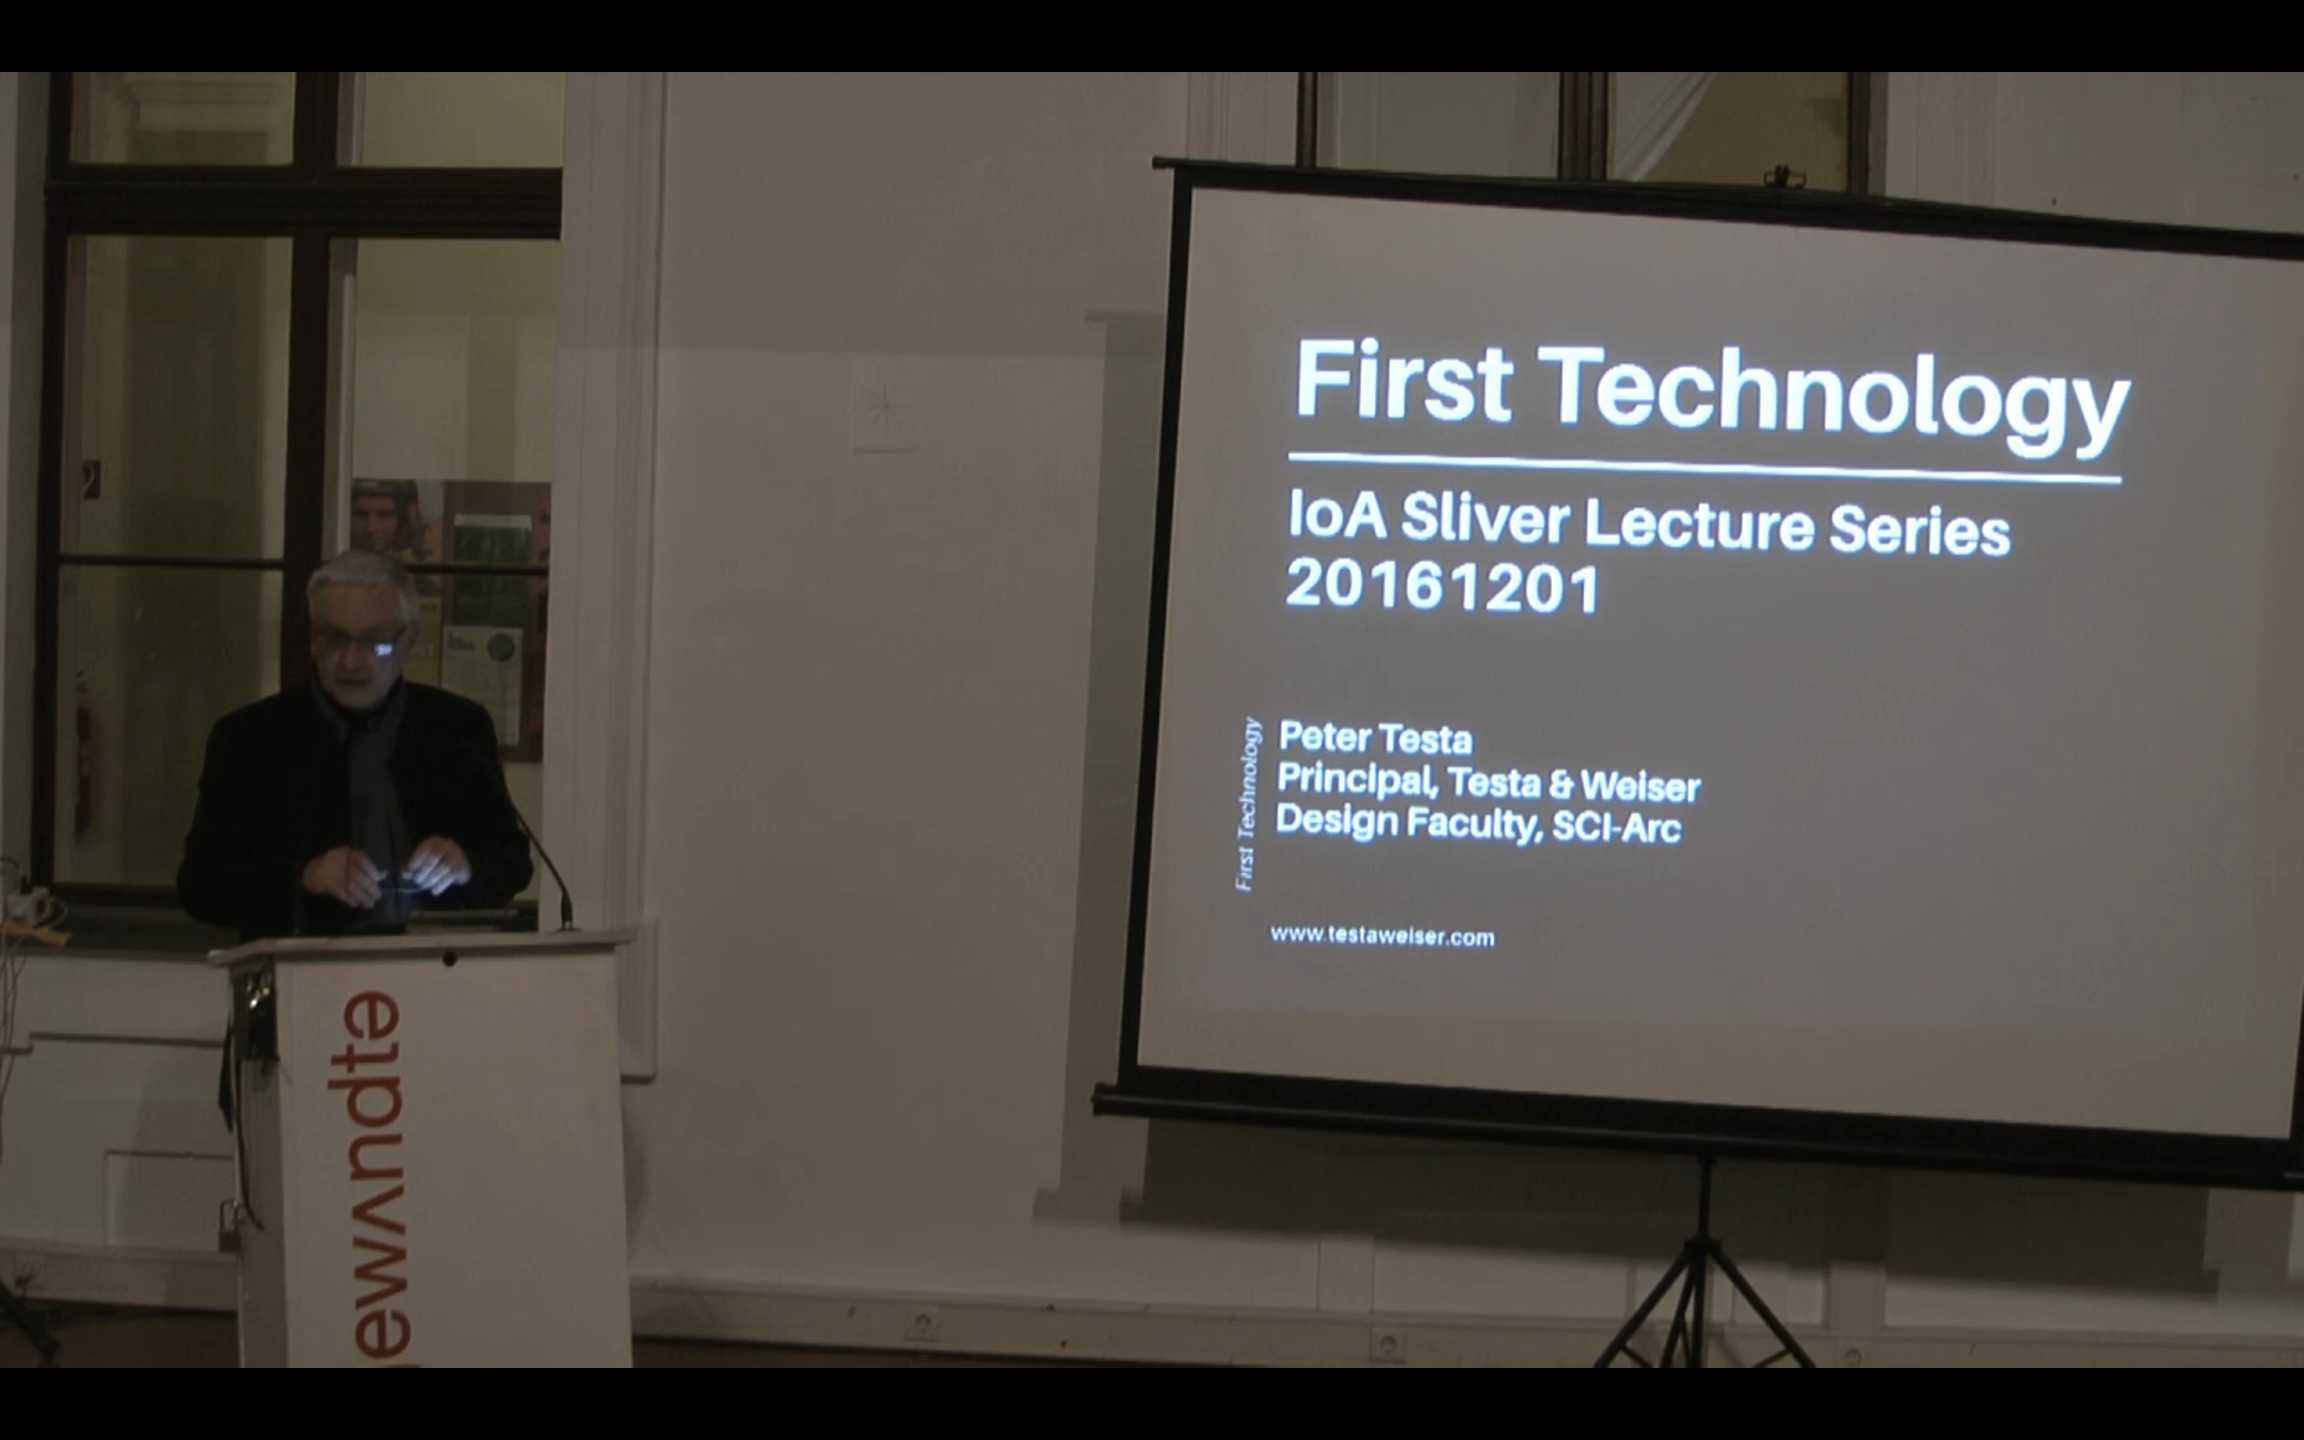 First Technology
IoA Sliver Lecture Series
20161201
Peter Testa
Principal, Testa & Weiser
Design Faculty, SCI-Arc
First Technology
www.testaweiser.com
ewʌndte